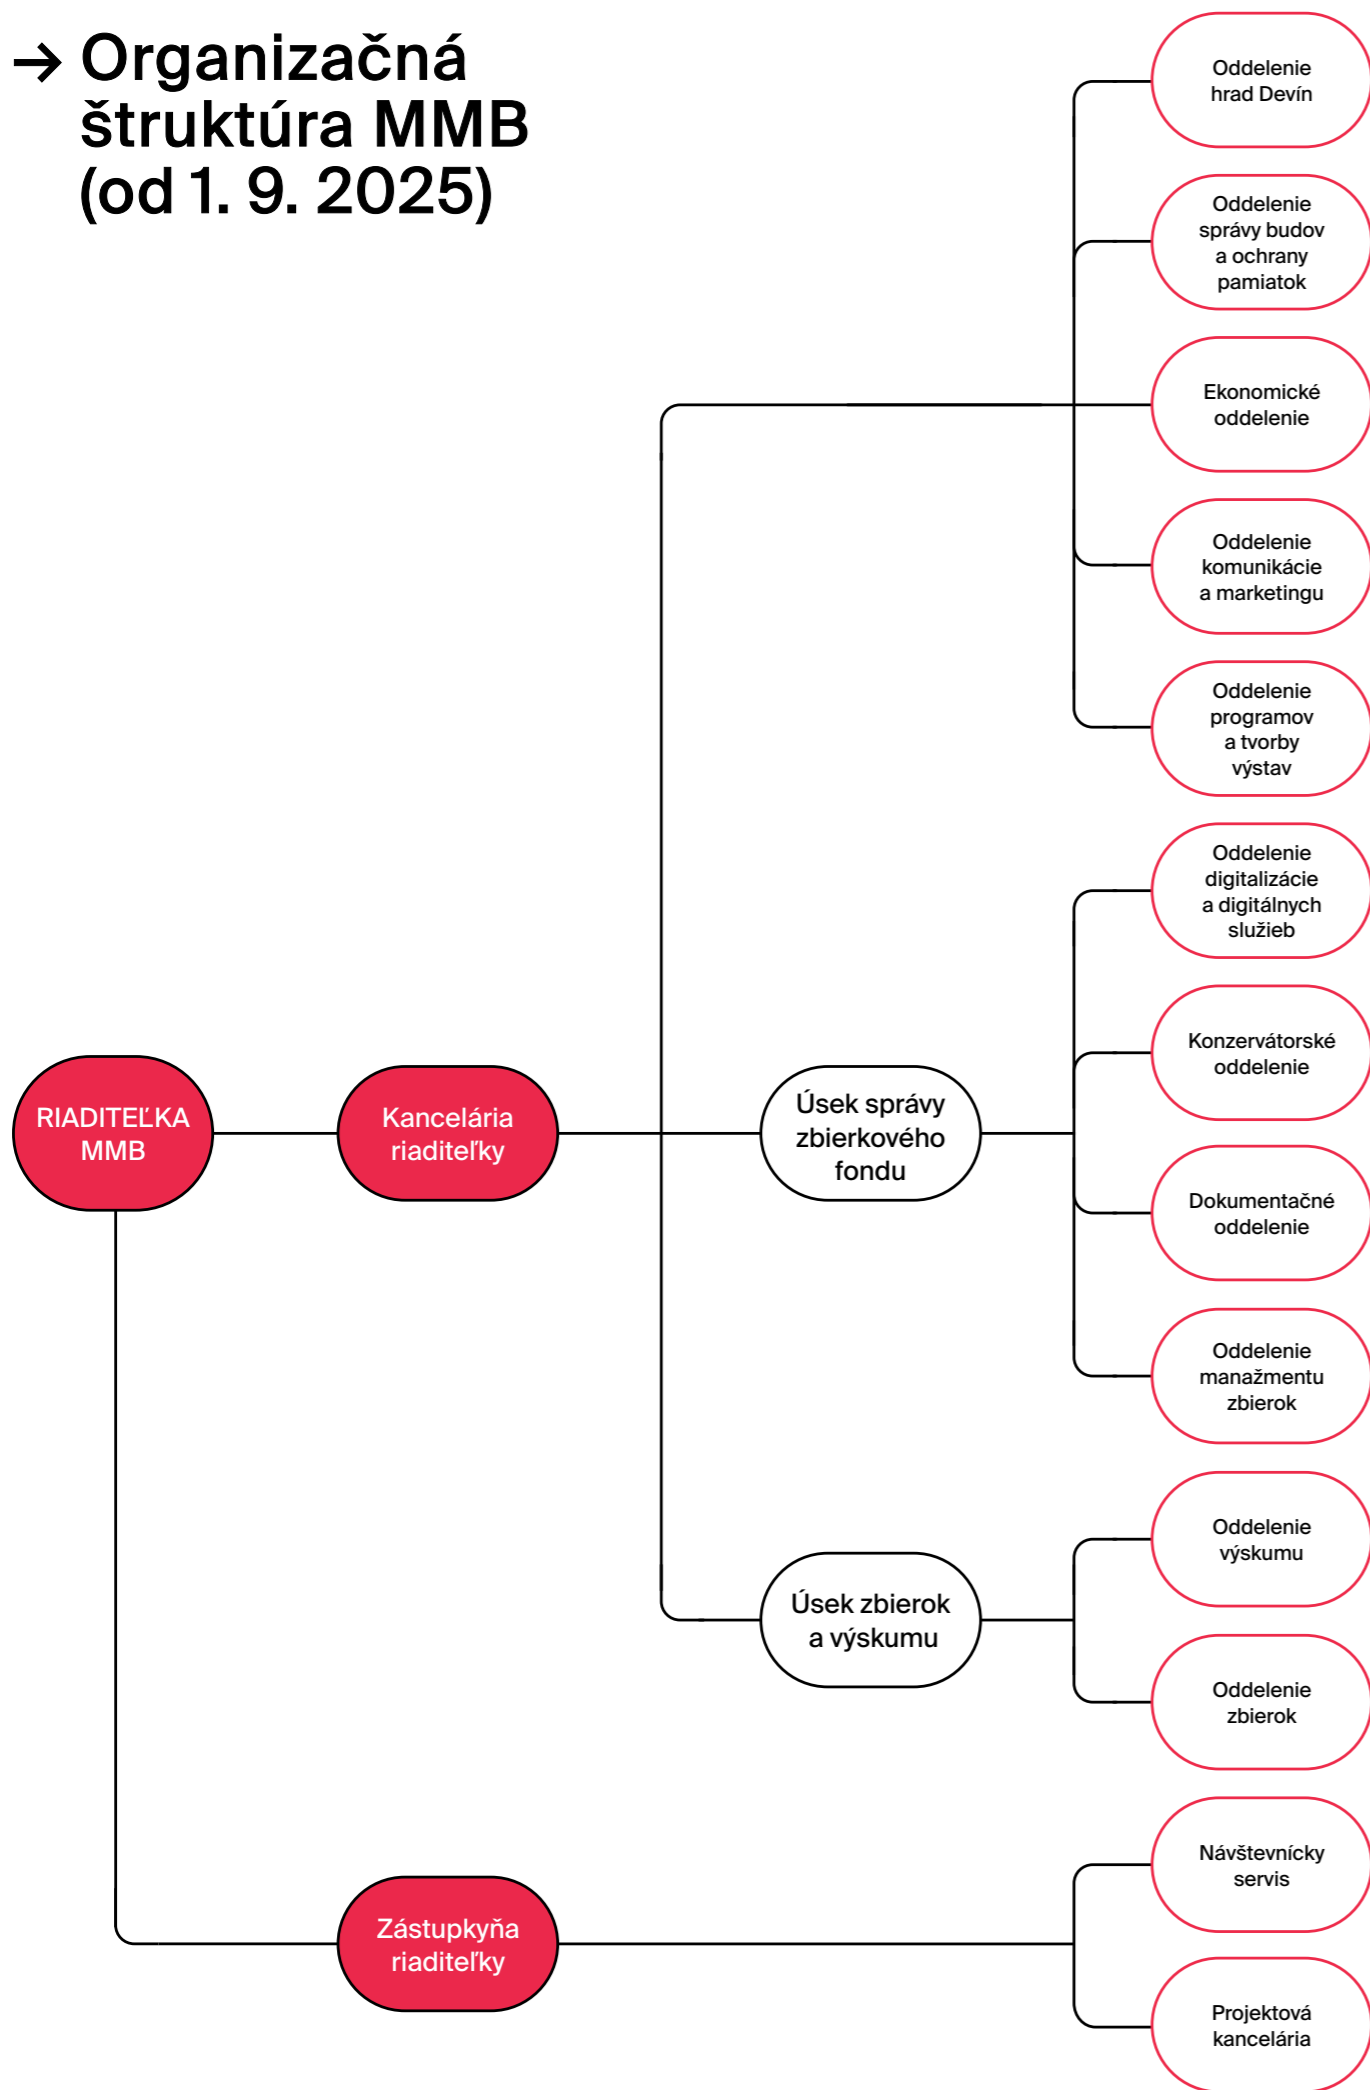 → Organizačná
štruktúra MMB
(od 1. 9. 2025)
Oddelenie
hrad Devín
Oddelenie
správy budov
a ochrany
pamiatok
Ekonomické
oddelenie
Oddelenie
komunikácie
a marketingu
Oddelenie
programov
a tvorby
výstav
Oddelenie
digitalizácie
a digitálnych
služieb
Konzervátorské
oddelenie
RIADITEĽKA
MMB
Kancelária
riaditeľky
Úsek správy
zbierkového
fondu
Dokumentačné
oddelenie
Oddelenie
manažmentu
zbierok
Oddelenie
výskumu
Úsek zbierok
a výskumu
Oddelenie
zbierok
Návštevnícky
servis
Zástupkyňa
riaditeľky
Projektová
kancelária